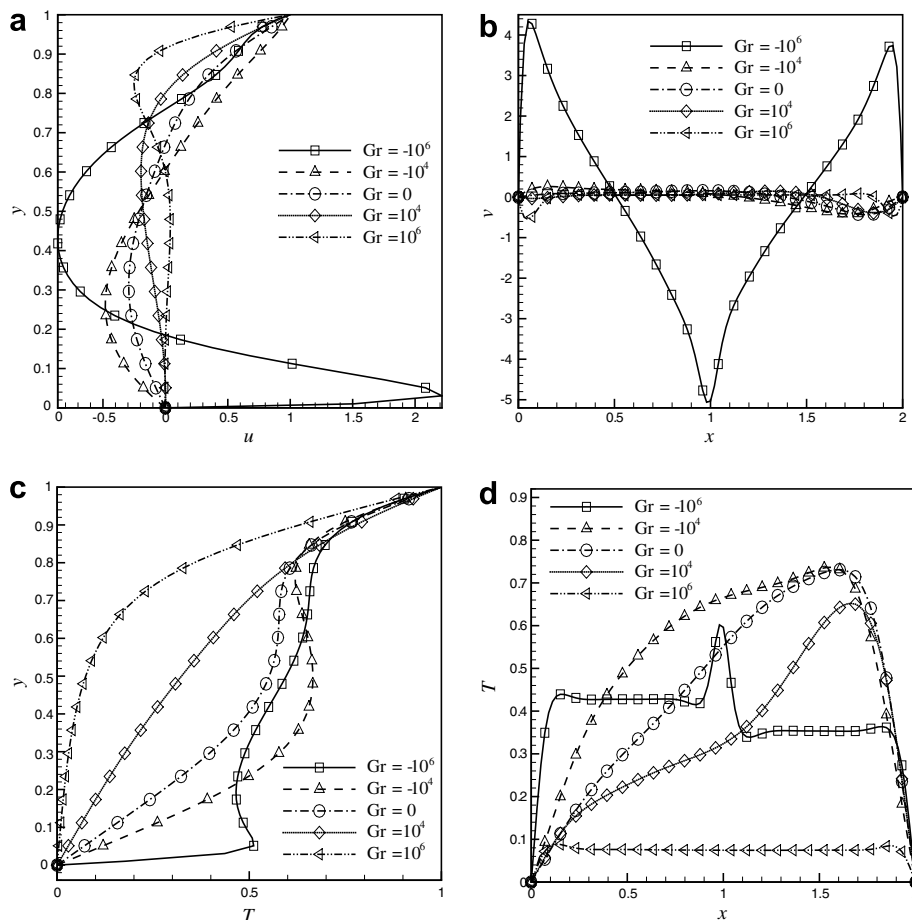 a
1
0.9
0.8
0.7
0.6
0.5
0.4
0.3
0.2
0.1
0
y
Gr = -10⁶
Gr = -10⁴
Gr = 0
Gr = 10⁴
Gr = 10⁶
-0.5 0 0.5 1 1.5 2
u
b
4
3
2
1
0
-1
-2
-3
-4
-5
v
Gr = -10⁶
Gr = -10⁴
Gr = 0
Gr = 10⁴
Gr = 10⁶
0 0.5 1 1.5 2
x
c
1
0.9
0.8
0.7
0.6
0.5
0.4
0.3
0.2
0.1
0
y
Gr = -10⁶
Gr = -10⁴
Gr = 0
Gr = 10⁴
Gr = 10⁶
0 0.5 1
T
d
0.9
0.8
0.7
0.6
0.5
0.4
0.3
0.2
0.1
0
T
Gr = -10⁶
Gr = -10⁴
Gr = 0
Gr = 10⁴
Gr = 10⁶
0.5 1 1.5
x